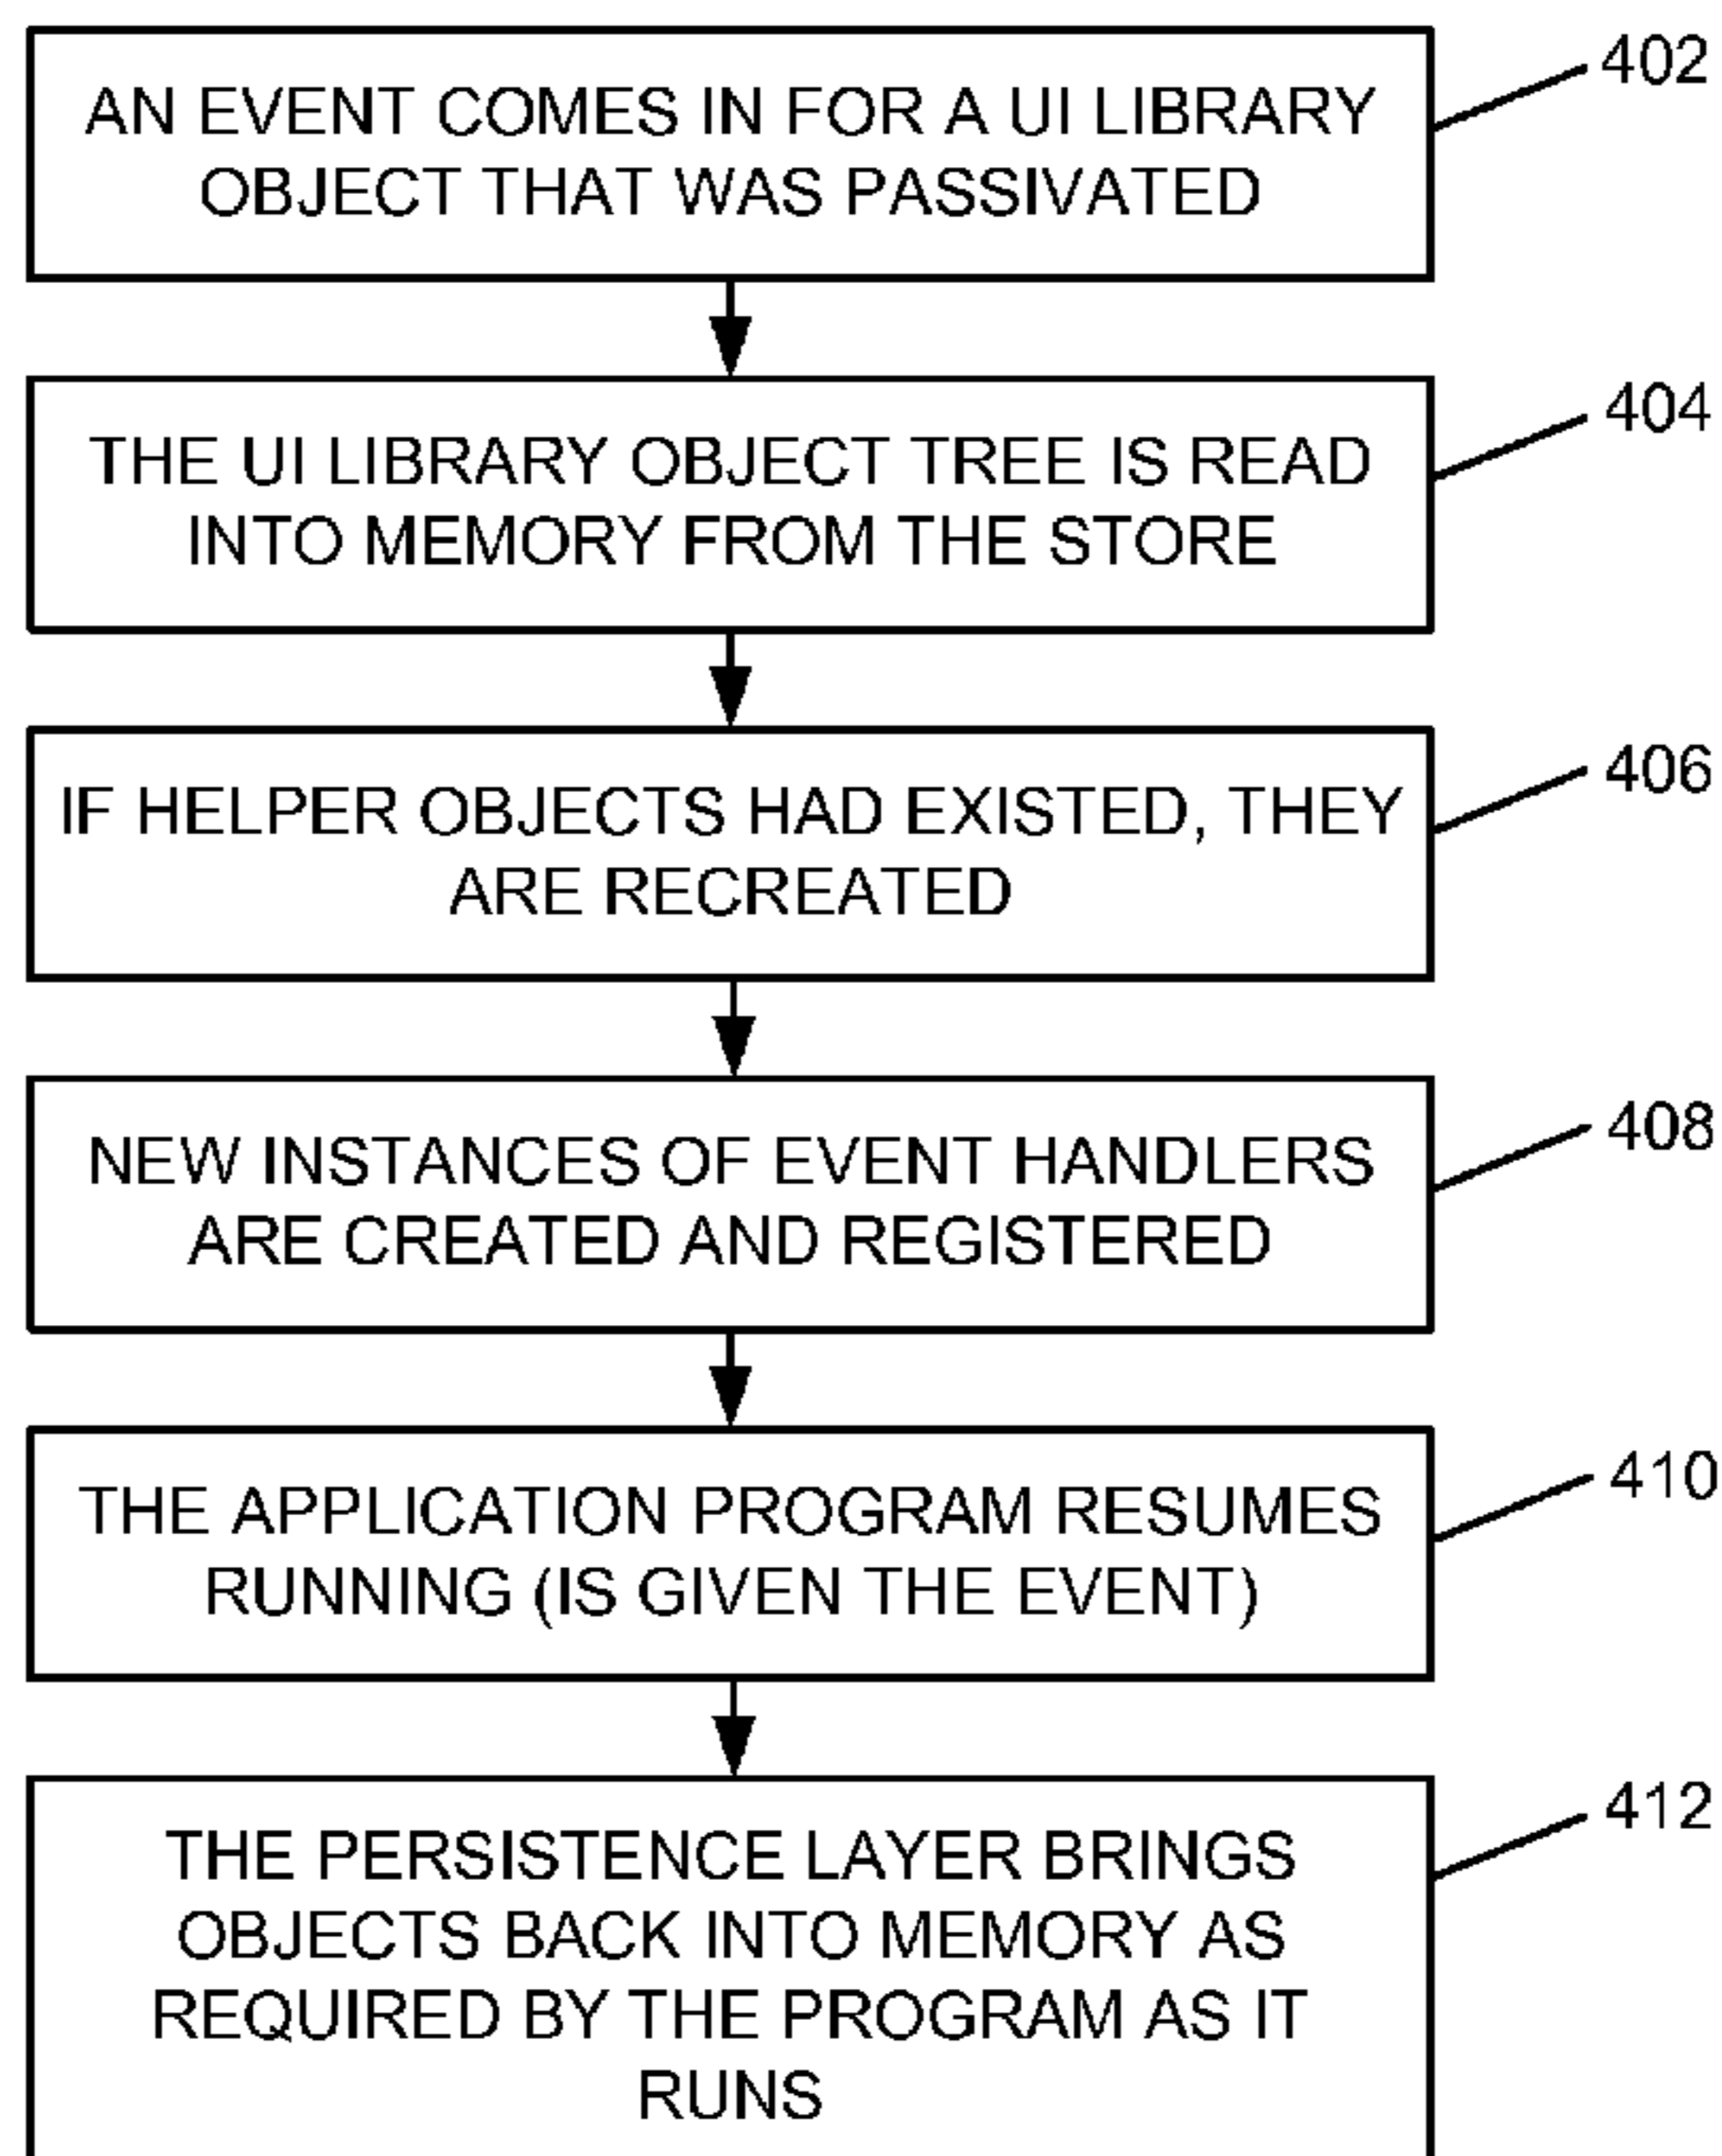 AN EVENT COMES IN FOR A UI LIBRARY
OBJECT THAT WAS PASSIVATED
402
THE UI LIBRARY OBJECT TREE IS READ
INTO MEMORY FROM THE STORE
404
IF HELPER OBJECTS HAD EXISTED, THEY
ARE RECREATED
406
NEW INSTANCES OF EVENT HANDLERS
ARE CREATED AND REGISTERED
408
THE APPLICATION PROGRAM RESUMES
RUNNING (IS GIVEN THE EVENT)
410
THE PERSISTENCE LAYER BRINGS
OBJECTS BACK INTO MEMORY AS
REQUIRED BY THE PROGRAM AS IT
RUNS
412